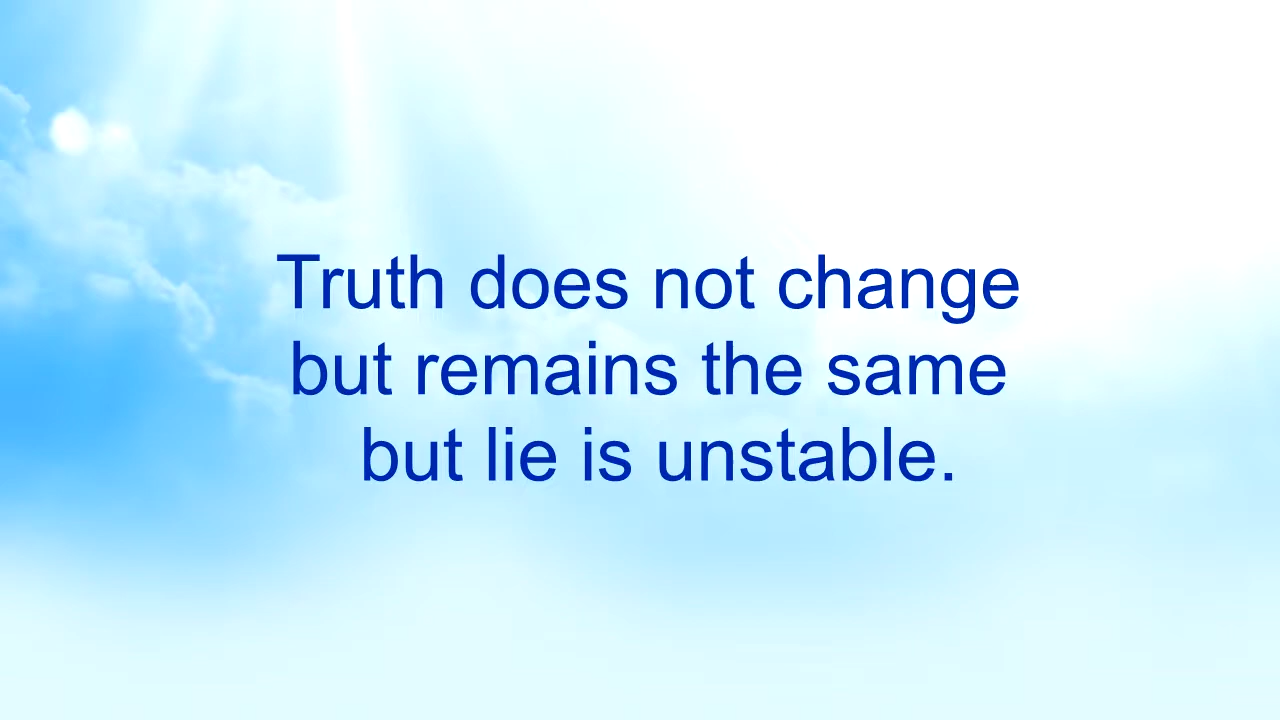 Truth does not change
but remains the same
but lie is unstable.